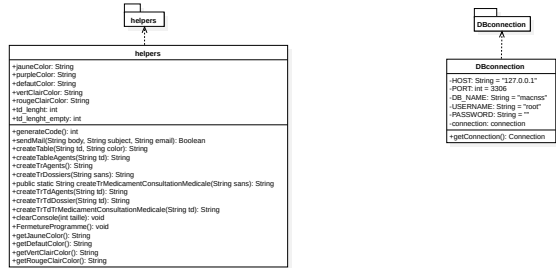 helpers
helpers
+jauneColor: String
+purpleColor: String
+defautColor: String
+vertClairColor: String
+rougeClairColor: String
+td_lenght: int
+td_lenght_empty: int
+generateCode(): int
+sendMail(String body, String subject, String email): Boolean
+createTable(String td, String color): String
+createTableAgents(String td): String
+createTrAgents(): String
+createTrDossiers(String sans): String
+public static String createTrMedicamentConsultationMedicale(String sans): String
+createTrTdAgents(String td): String
+createTrTdDossier(String td): String
+createTrTdTrMedicamentConsultationMedicale(String td): String
+clearConsole(int taille): void
+FermetureProgramme(): void
+getJauneColor(): String
+getDefautColor(): String
+getVertClairColor(): String
+getRougeClairColor(): String
DBconnection
DBconnection
-HOST: String = "127.0.0.1"
-PORT: int = 3306
-DB_NAME: String = "macnss"
-USERNAME: String = "root"
-PASSWORD: String = ""
-connection: connection
+getConnection(): Connection